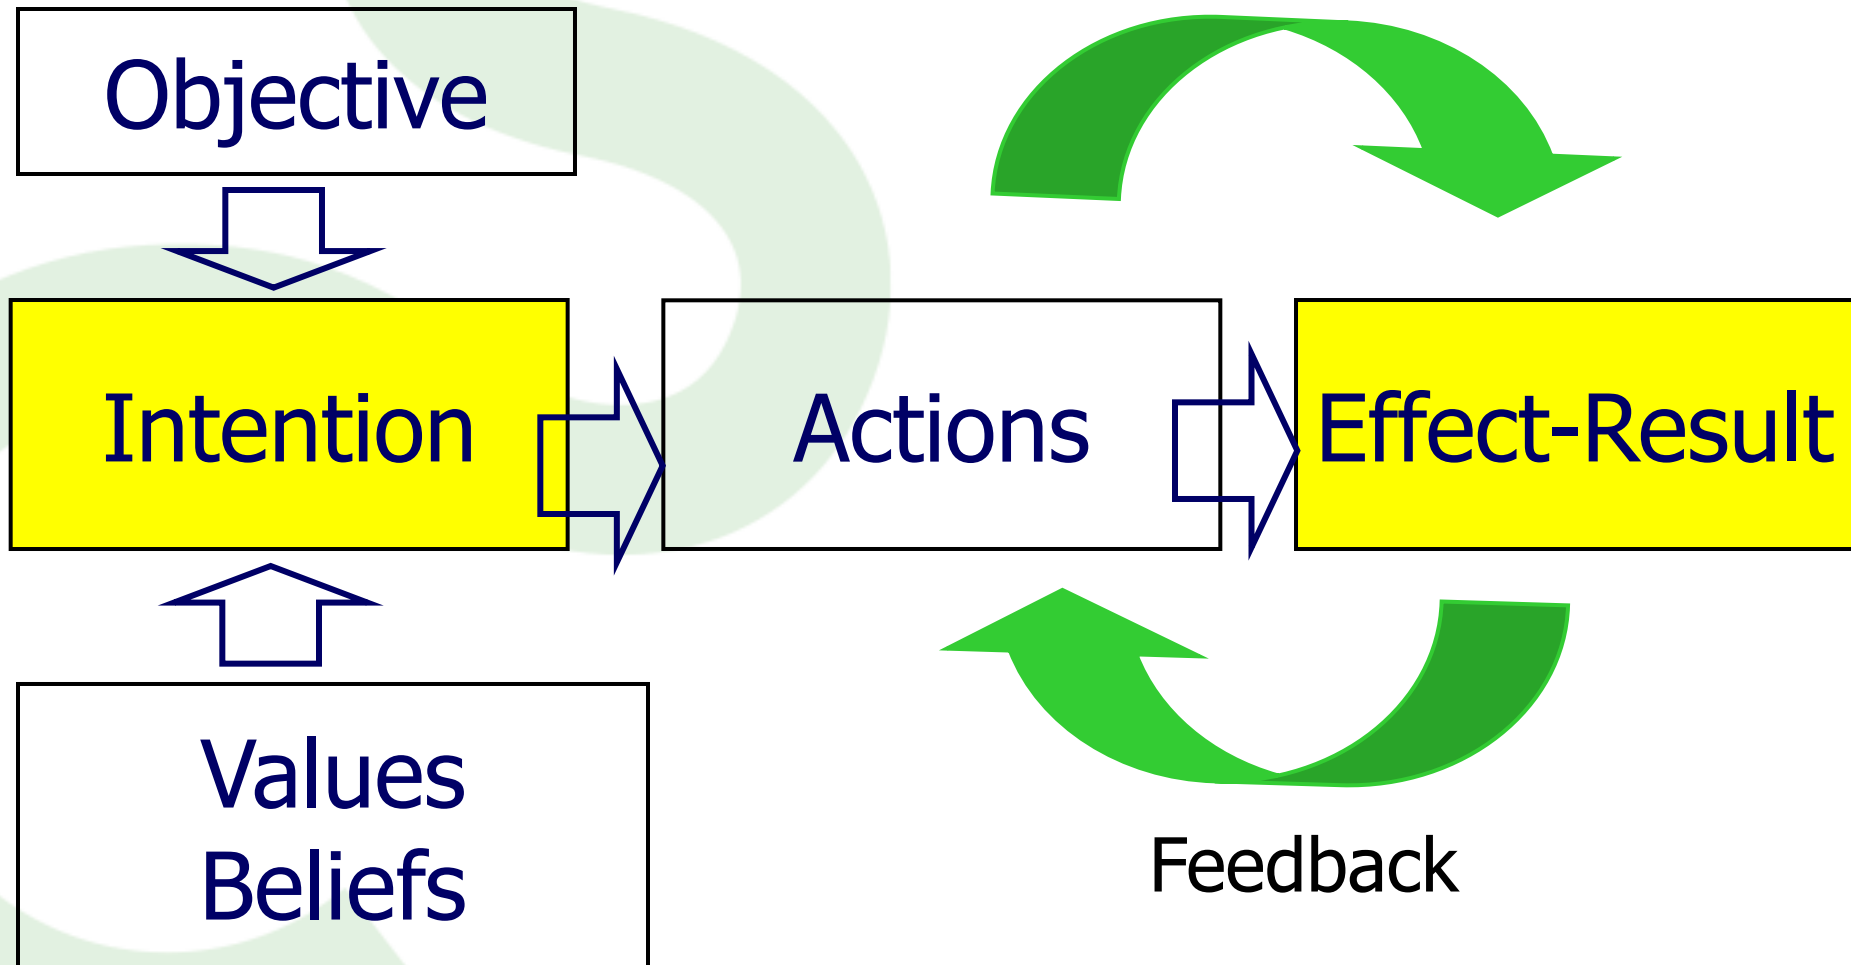 Objective
Intention
Actions
Effect-Result
Values
Beliefs
Feedback